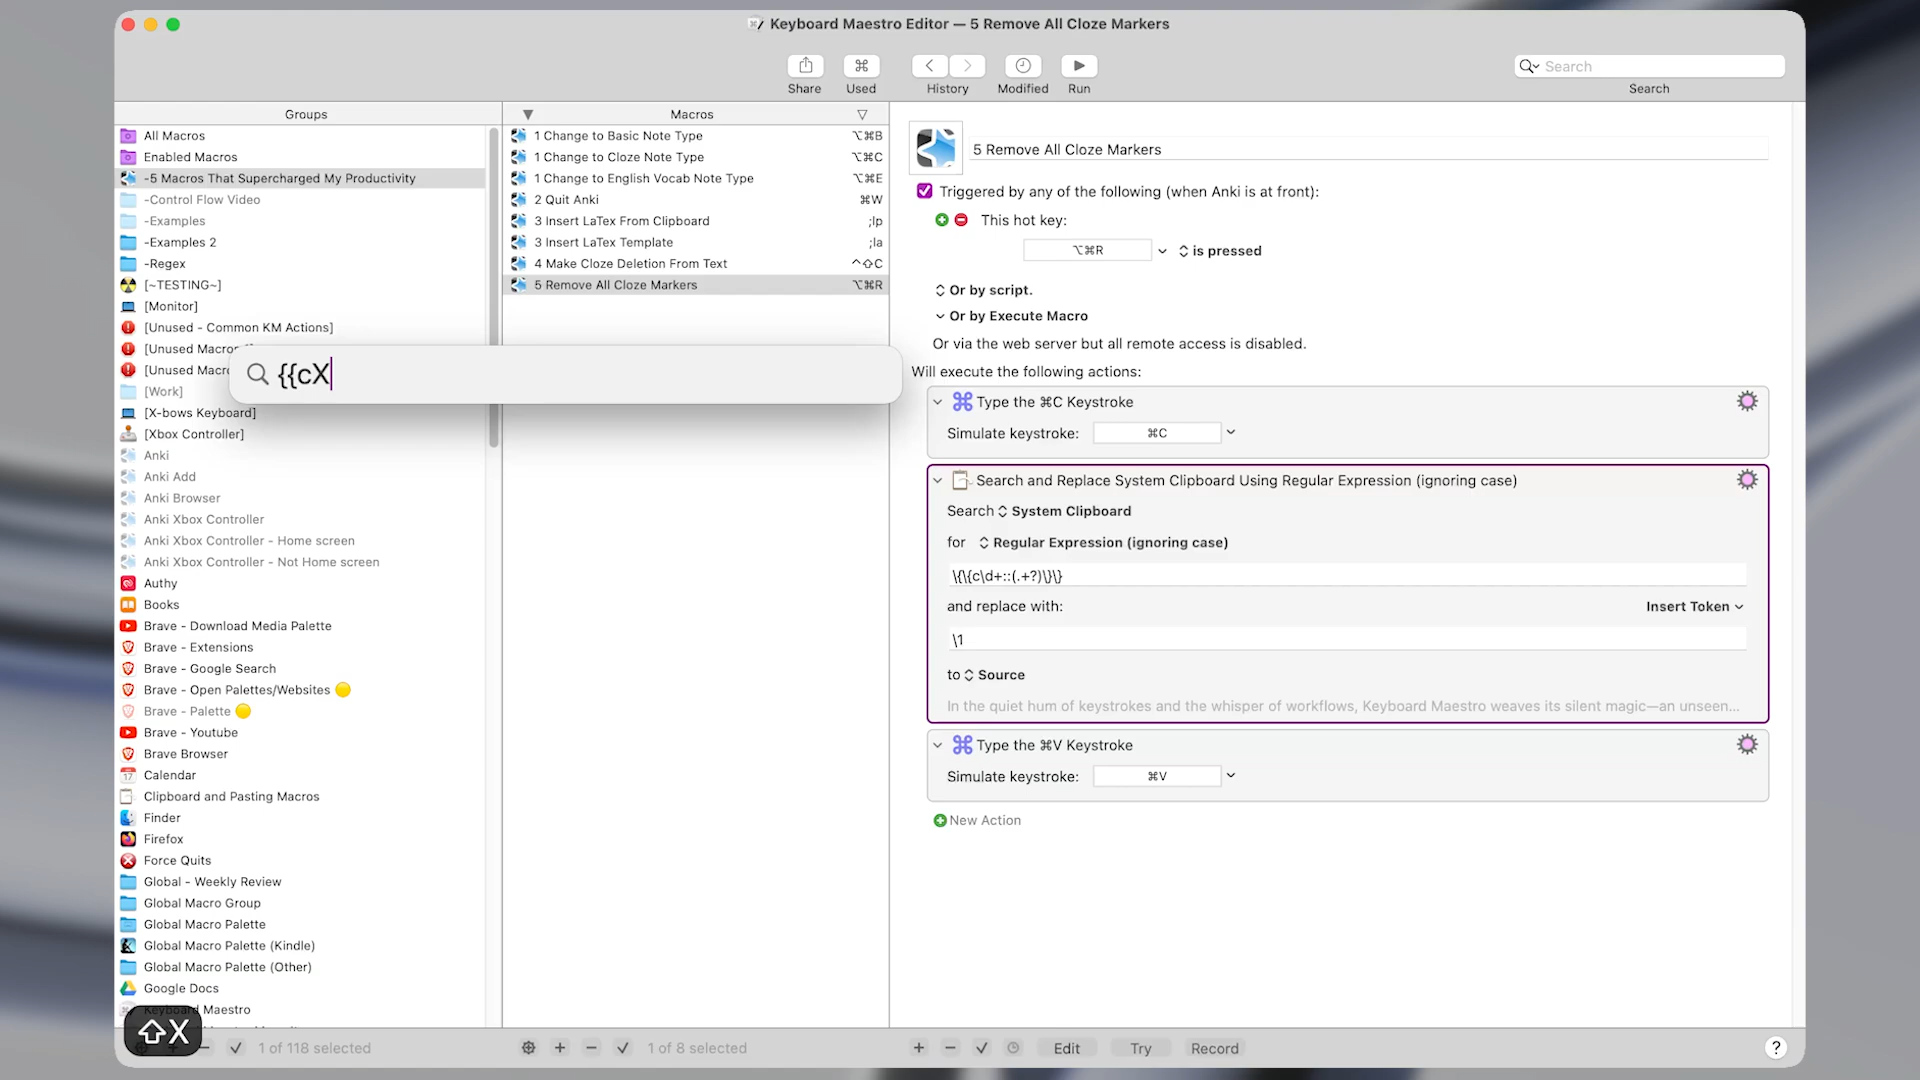 Keyboard Maestro Editor — 5 Remove All Cloze Markers
Share
Used
History
Modified
Run
Search
Search
Groups
All Macros
Enabled Macros
-5 Macros That Supercharged My Productivity
-Control Flow Video
-Examples
-Examples 2
-Regex
[~TESTING~]
[Monitor]
[Unused - Common KM Actions]
[Unused Macros
[Unused Macro
[Work]
[X-bows Keyboard]
[Xbox Controller]
Anki
Anki Add
Anki Browser
Anki Xbox Controller
Anki Xbox Controller - Home screen
Anki Xbox Controller - Not Home screen
Authy
Books
Brave - Download Media Palette
Brave - Extensions
Brave - Google Search
Brave - Open Palettes/Websites
Brave - Palette
Brave - Youtube
Brave Browser
Calendar
Clipboard and Pasting Macros
Finder
Firefox
Force Quits
Global - Weekly Review
Global Macro Group
Global Macro Palette
Global Macro Palette (Kindle)
Global Macro Palette (Other)
Google Docs
Keyboard Maestro
⇧X
1 of 118 selected
Macros
1 Change to Basic Note Type ⌥⌘B
1 Change to Cloze Note Type ⌥⌘C
1 Change to English Vocab Note Type ⌥⌘E
2 Quit Anki ⌘W
3 Insert LaTex From Clipboard ;lp
3 Insert LaTex Template ;la
4 Make Cloze Deletion From Text ^⇧C
5 Remove All Cloze Markers ⌥⌘R
{{cX
1 of 8 selected
5 Remove All Cloze Markers
Triggered by any of the following (when Anki is at front):
This hot key:
⌥⌘R is pressed
Or by script.
Or by Execute Macro
Or via the web server but all remote access is disabled.
Will execute the following actions:
Type the ⌘C Keystroke
Simulate keystroke: ⌘C
Search and Replace System Clipboard Using Regular Expression (ignoring case)
Search System Clipboard
for Regular Expression (ignoring case)
\{\{c\d+::(.+?)\}\}
and replace with: Insert Token
\1
to Source
In the quiet hum of keystrokes and the whisper of workflows, Keyboard Maestro weaves its silent magic—an unseen...
Type the ⌘V Keystroke
Simulate keystroke: ⌘V
New Action
Edit
Try
Record
?